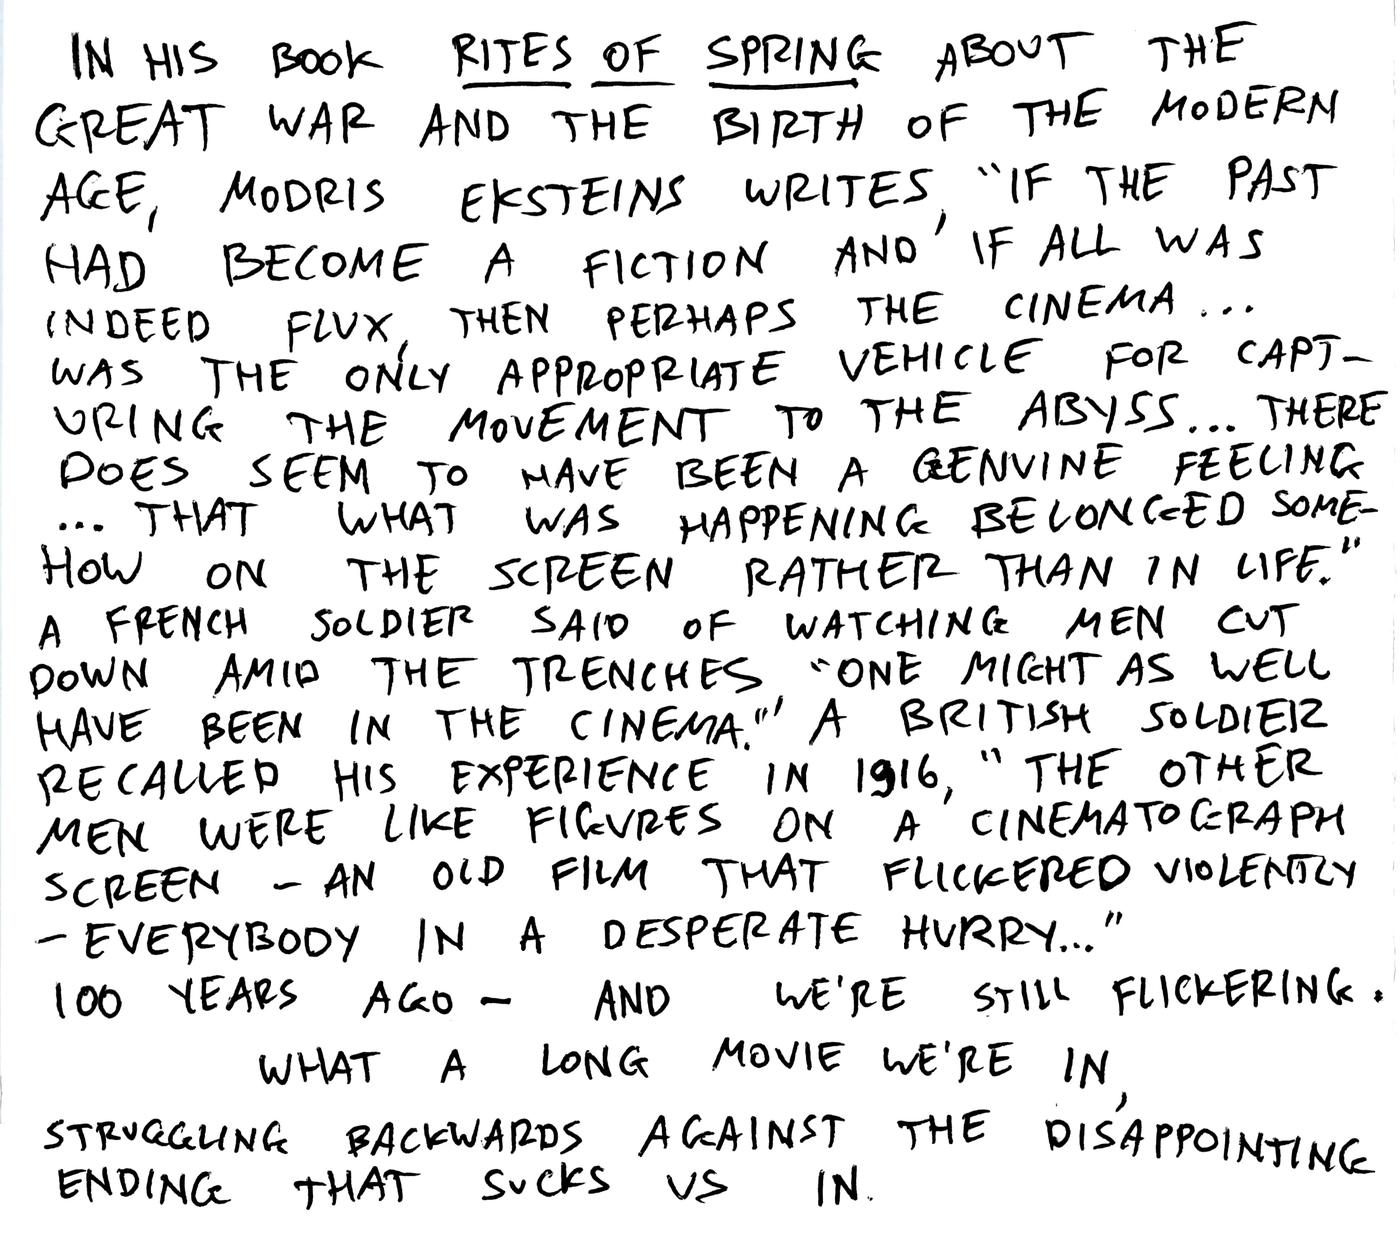 IN HIS BOOK RITES OF SPRING ABOUT THE
GREAT WAR AND THE BIRTH OF THE MODERN
AGE, MODRIS EKSTEINS WRITES, "IF THE PAST
HAD BECOME A FICTION AND IF ALL WAS
INDEED FLUX, THEN PERHAPS THE CINEMA...
WAS THE ONLY APPROPRIATE VEHICLE FOR CAPT-
URING THE MOVEMENT TO THE ABYSS... THERE
DOES SEEM TO HAVE BEEN A GENUINE FEELING
... THAT WHAT WAS HAPPENING BELONGED SOME-
HOW ON THE SCREEN RATHER THAN IN LIFE."
A FRENCH SOLDIER SAID OF WATCHING MEN CUT
DOWN AMID THE TRENCHES, "ONE MIGHT AS WELL
HAVE BEEN IN THE CINEMA." A BRITISH SOLDIER
RECALLED HIS EXPERIENCE IN 1916, "THE OTHER
MEN WERE LIKE FIGURES ON A CINEMATOGRAPH
SCREEN – AN OLD FILM THAT FLICKERED VIOLENTLY
– EVERYBODY IN A DESPERATE HURRY..."
100 YEARS AGO – AND WE'RE STILL FLICKERING.
WHAT A LONG MOVIE WE'RE IN,
STRUGGLING BACKWARDS AGAINST THE DISAPPOINTING
ENDING THAT SUCKS US IN.